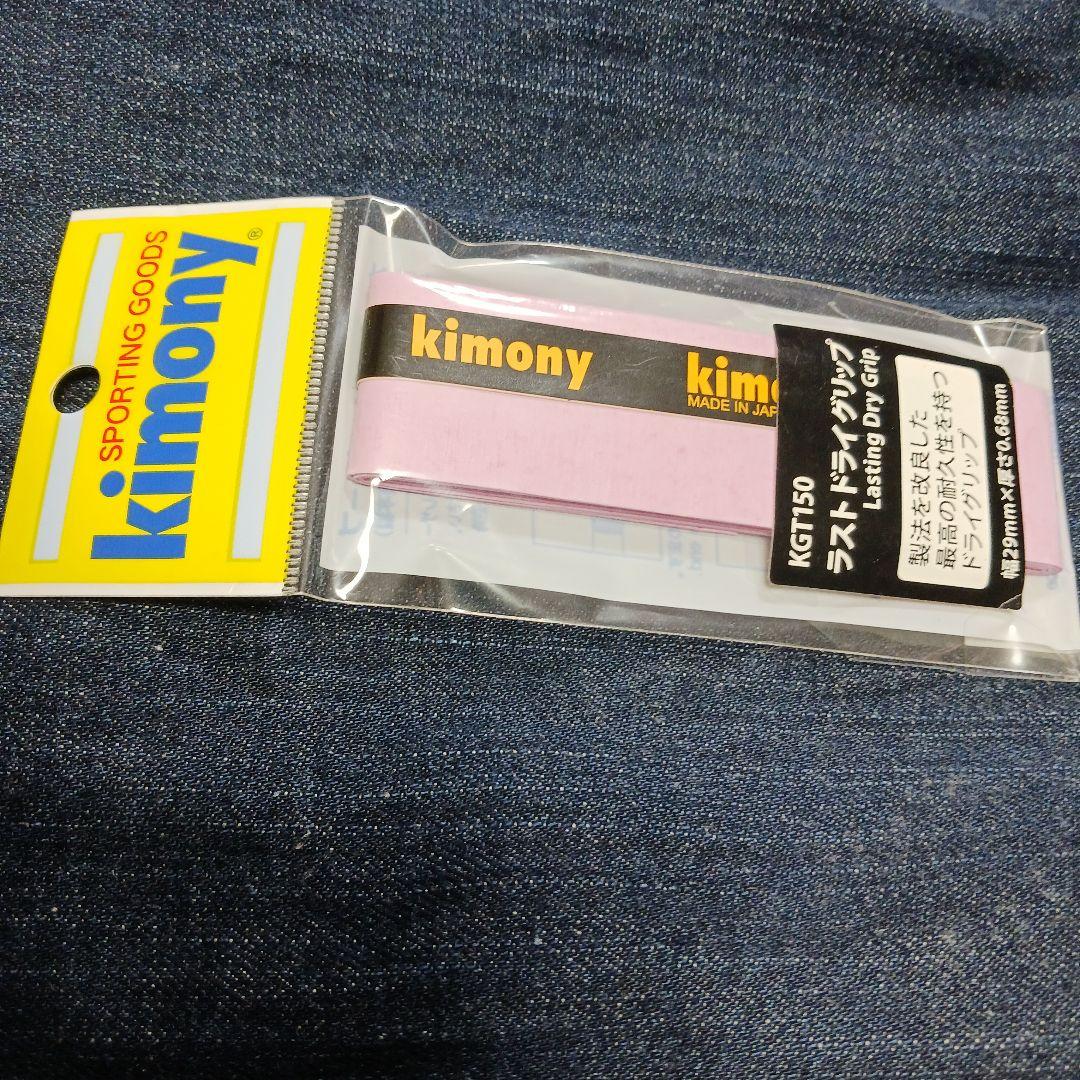 SPORTING GOODS
kimony®
kimony
kimo
MADE IN JAP
KGT150
ラストドライグリップ
Lasting Dry Grip
製法を改良した
最高の耐久性を持つ
ドライグリップ
幅29mm×厚さ0.68mm